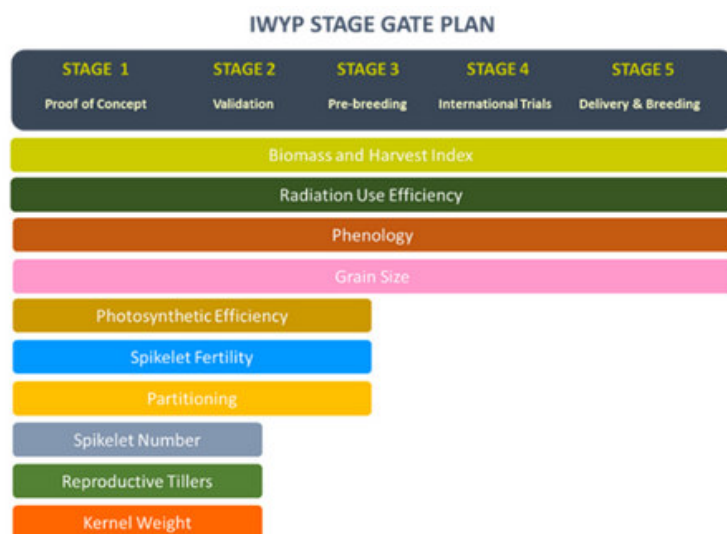 IWYP STAGE GATE PLAN
STAGE 1 STAGE 2 STAGE 3 STAGE 4 STAGE 5
Proof of Concept Validation Pre-breeding International Trials Delivery & Breeding
Biomass and Harvest Index
Radiation Use Efficiency
Phenology
Grain Size
Photosynthetic Efficiency
Spikelet Fertility
Partitioning
Spikelet Number
Reproductive Tillers
Kernel Weight